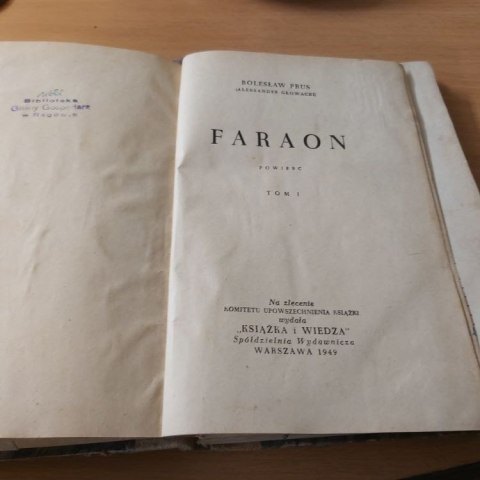 Biblioteka
BOLESŁAW PRUS
(ALEKSANDER GŁOWACKI)
FARAON
POWIEŚĆ
TOM I
Na zlecenie
KOMITETU UPOWSZECHNIENIA KSIĄŻKI
wydała
„KSIĄŻKA i WIEDZA"
Spółdzielnia Wydawnicza
WARSZAWA 1949